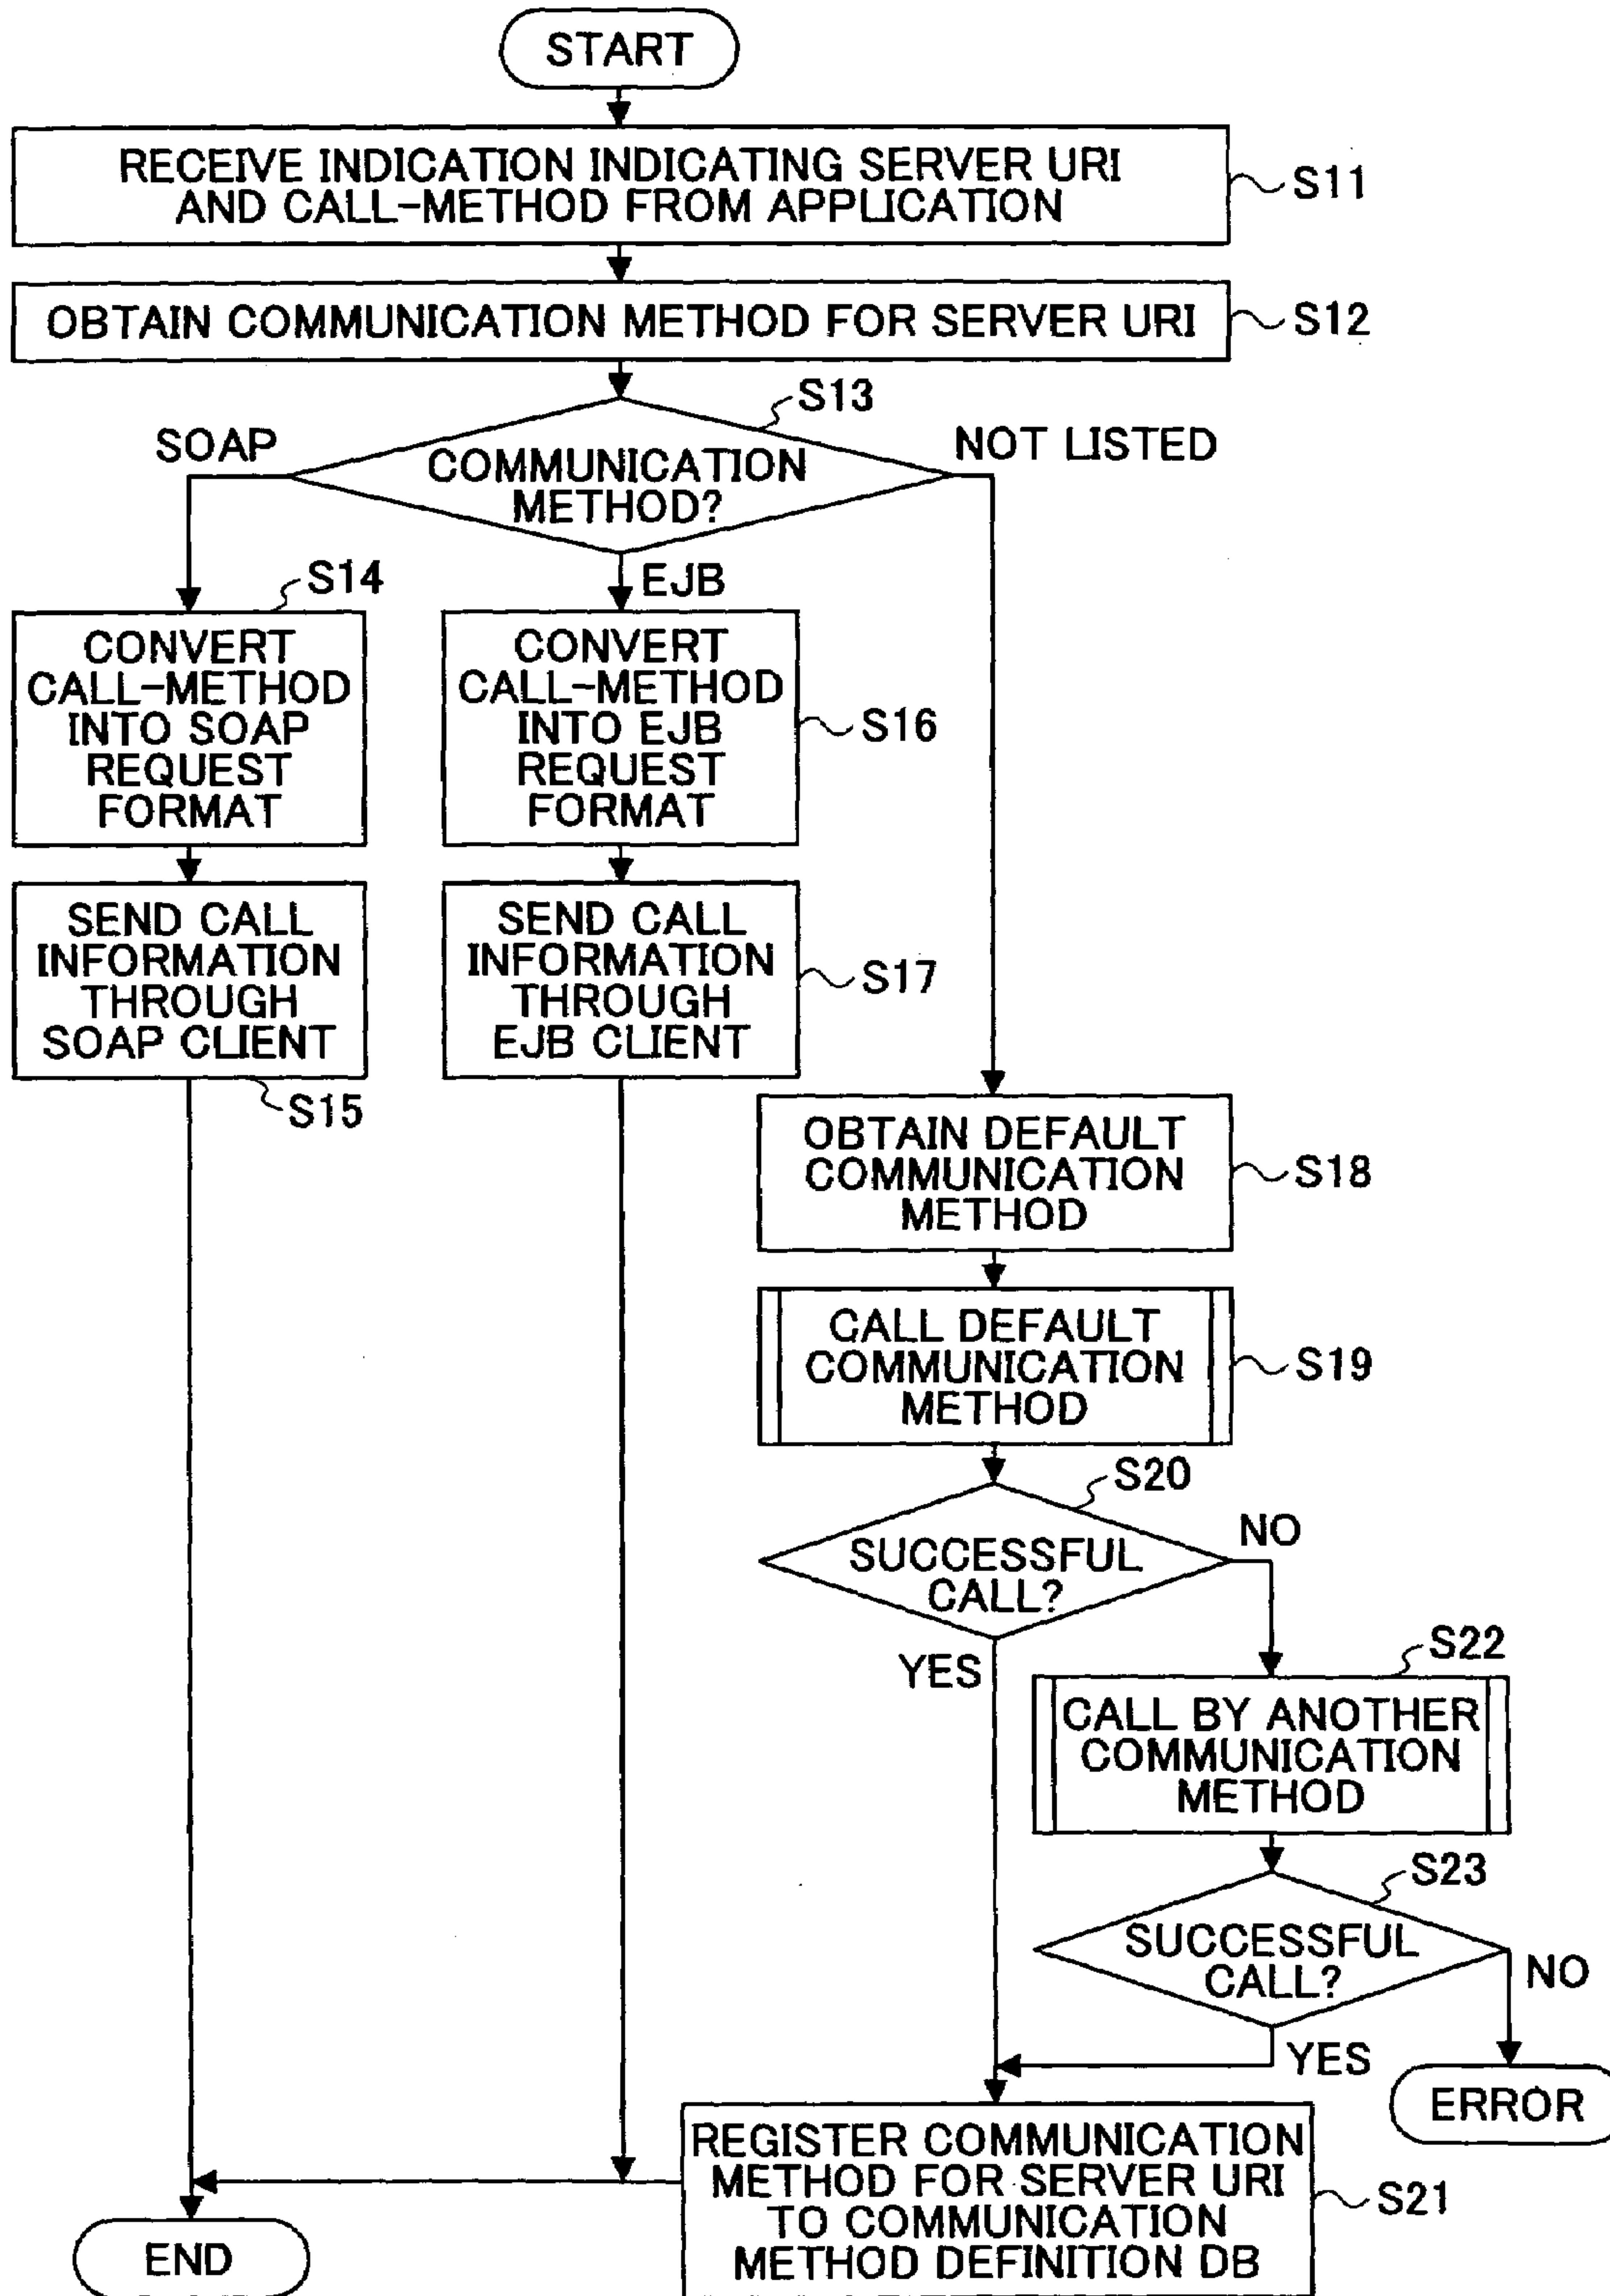 START
RECEIVE INDICATION INDICATING SERVER URI
AND CALL-METHOD FROM APPLICATION
S11
OBTAIN COMMUNICATION METHOD FOR SERVER URI
S12
S13
SOAP
COMMUNICATION
METHOD?
NOT LISTED
EJB
S14
CONVERT
CALL-METHOD
INTO SOAP
REQUEST
FORMAT
CONVERT
CALL-METHOD
INTO EJB
REQUEST
FORMAT
S16
SEND CALL
INFORMATION
THROUGH
SOAP CLIENT
S15
SEND CALL
INFORMATION
THROUGH
EJB CLIENT
S17
OBTAIN DEFAULT
COMMUNICATION
METHOD
S18
CALL DEFAULT
COMMUNICATION
METHOD
S19
S20
SUCCESSFUL
CALL?
NO
YES
S22
CALL BY ANOTHER
COMMUNICATION
METHOD
S23
SUCCESSFUL
CALL?
NO
YES
ERROR
REGISTER COMMUNICATION
METHOD FOR SERVER URI
TO COMMUNICATION
METHOD DEFINITION DB
S21
END